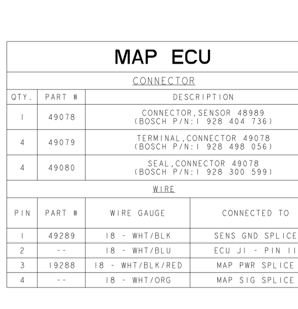 MAP ECU
CONNECTOR
QTY. PART # DESCRIPTION
1 49078 CONNECTOR,SENSOR 48989
(BOSCH P/N:1 928 404 736)
4 49079 TERMINAL,CONNECTOR 49078
(BOSCH P/N:1 928 498 056)
4 49080 SEAL,CONNECTOR 49078
(BOSCH P/N:1 928 300 599)
WIRE
PIN PART # WIRE GAUGE CONNECTED TO
1 49289 18 - WHT/BLK SENS GND SPLICE
2 -- 18 - WHT/BLU ECU J1 - PIN 11
3 19288 18 - WHT/BLK/RED MAP PWR SPLICE
4 -- 18 - WHT/ORG MAP SIG SPLICE